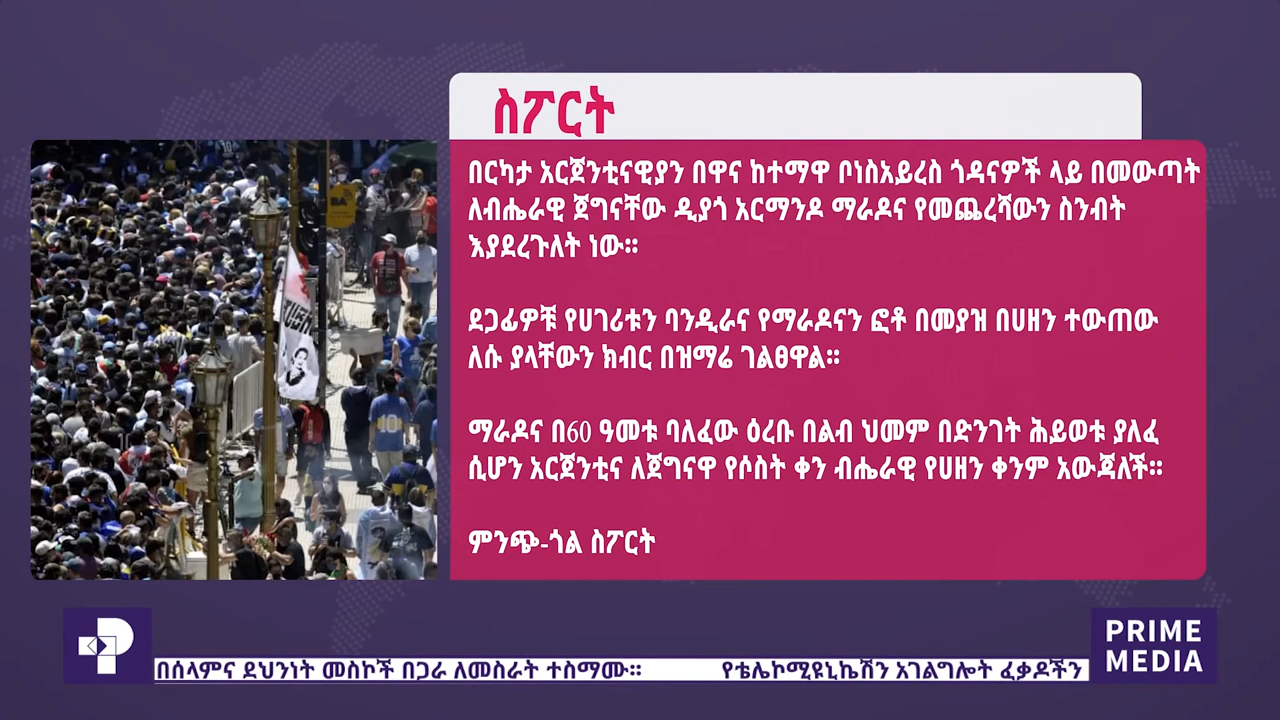 ስፖርት
በርካታ አርጀንቲናዊያን በዋና ከተማዋ ቦነስአይረስ ጎዳናዎች ላይ በመውጣት
ለብሔራዊ ጀግናቸው ዲያጎ አርማንዶ ማራዶና የመጨረሻውን ስንብት
እያደረጉለት ነው፡፡
ደጋፊዎቹ የሀገሪቱን ባንዲራና የማራዶናን ፎቶ በመያዝ በሀዘን ተውጠው
ለሱ ያላቸውን ክብር በዝማሬ ገልፀዋል፡፡
ማራዶና በ60 ዓመቱ ባለፈው ዕረቡ በልብ ህመም በድንገት ሕይወቱ ያለፈ
ሲሆን አርጀንቲና ለጀግናዋ የሶስት ቀን ብሔራዊ የሀዘን ቀንም አውጃለች፡፡
ምንጭ-ጎል ስፖርት
BA
10
10
PRIME
MEDIA
በሰላምና ደህንነት መስኮች በጋራ ለመስራት ተስማሙ፡፡ የቴሌኮሚዩኒኬሽን አገልግሎት ፈቃዶችን